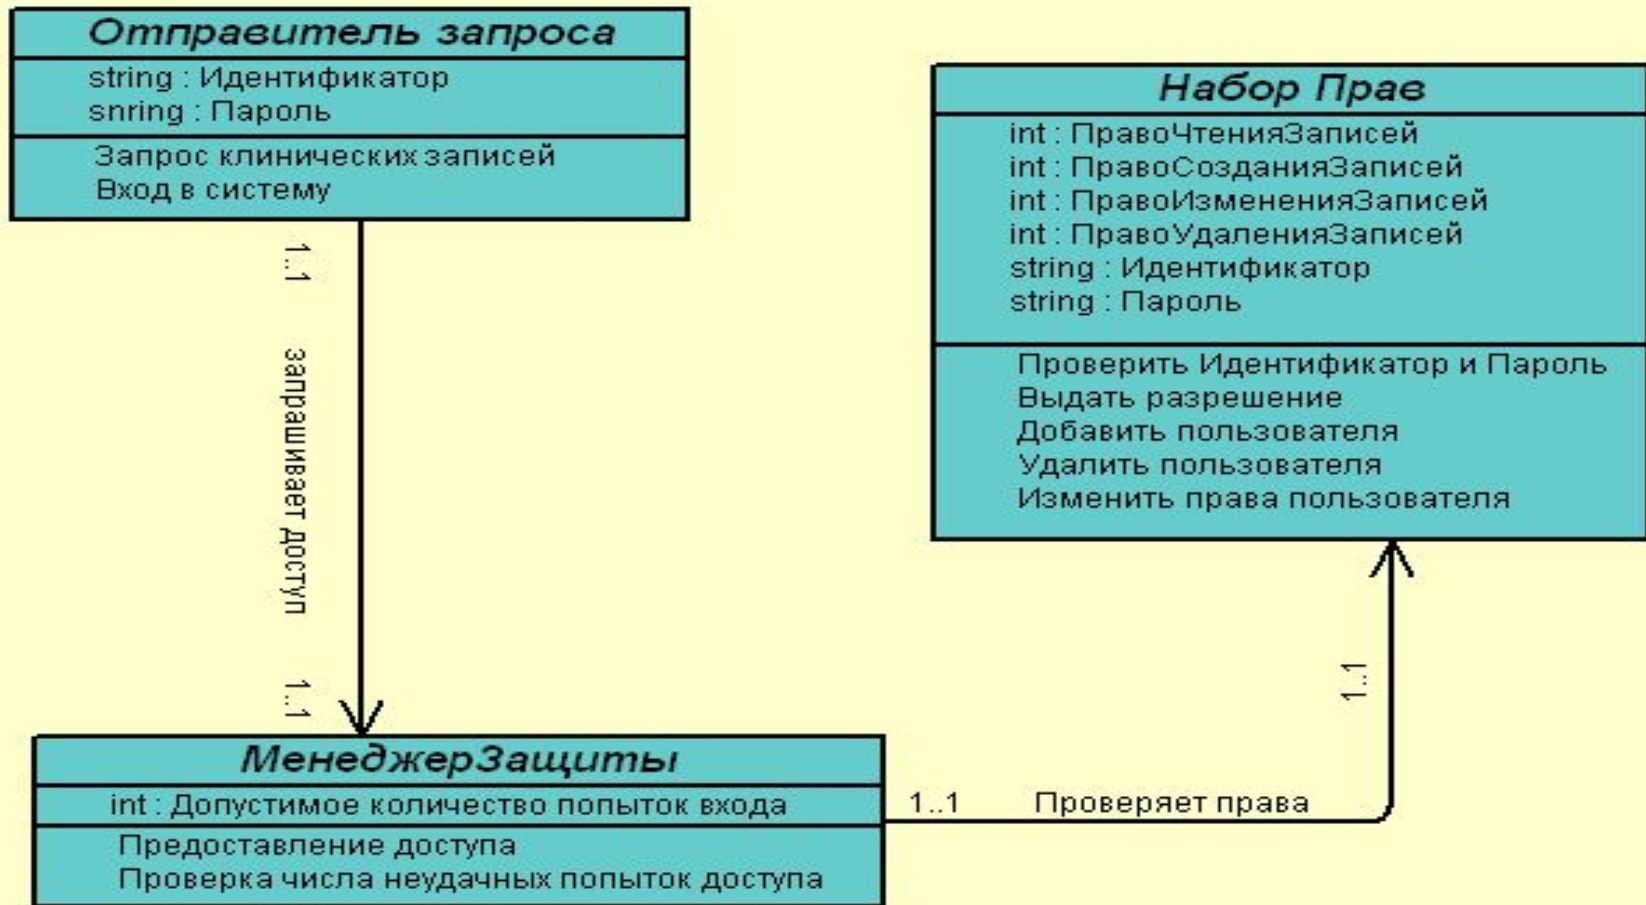 Отправитель запроса
string : Идентификатор
snring : Пароль
Запрос клинических записей
Вход в систему
1..1
запрашивает доступ
1..1
МенеджерЗащиты
int : Допустимое количество попыток входа
Предоставление доступа
Проверка числа неудачных попыток доступа
1..1
Проверяет права
1..1
Набор Прав
int : ПравоЧтенияЗаписей
int : ПравоСозданияЗаписей
int : ПравоИзмененияЗаписей
int : ПравоУдаленияЗаписей
string : Идентификатор
string : Пароль
Проверить Идентификатор и Пароль
Выдать разрешение
Добавить пользователя
Удалить пользователя
Изменить права пользователя